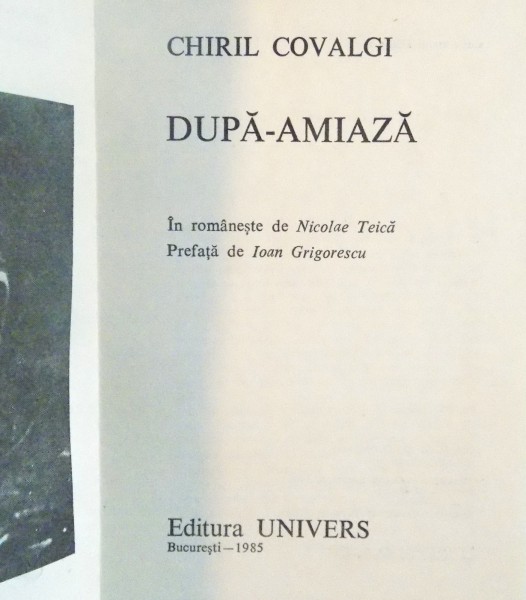 CHIRIL COVALGI
DUPĂ-AMIAZĂ
În românește de Nicolae Teică
Prefață de Ioan Grigorescu
Editura UNIVERS
București—1985